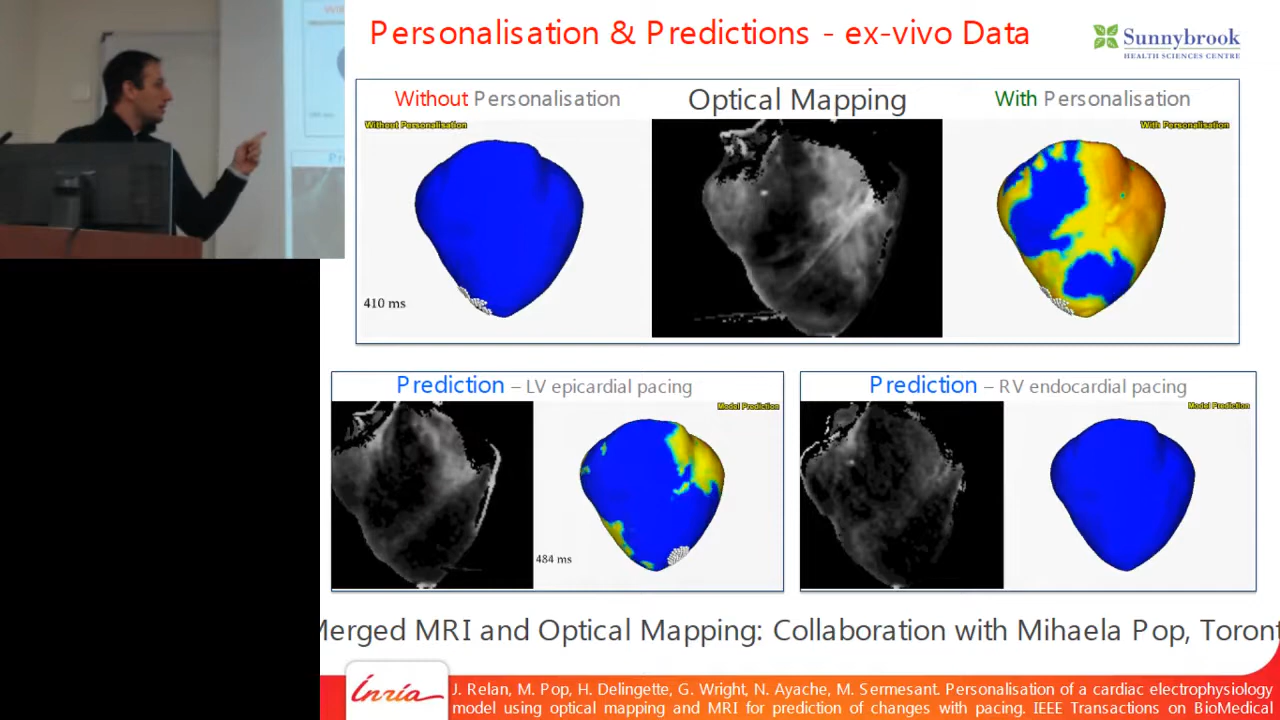 Personalisation & Predictions - ex-vivo Data
Sunnybrook
HEALTH SCIENCES CENTRE
Without Personalisation
Optical Mapping
With Personalisation
Without Personalisation
With Personalisation
410 ms
Prediction – LV epicardial pacing
Prediction – RV endocardial pacing
Model Prediction
Model Prediction
484 ms
Merged MRI and Optical Mapping: Collaboration with Mihaela Pop, Toront
Inria
J. Relan, M. Pop, H. Delingette, G. Wright, N. Ayache, M. Sermesant. Personalisation of a cardiac electrophysiology
model using optical mapping and MRI for prediction of changes with pacing. IEEE Transactions on BioMedical